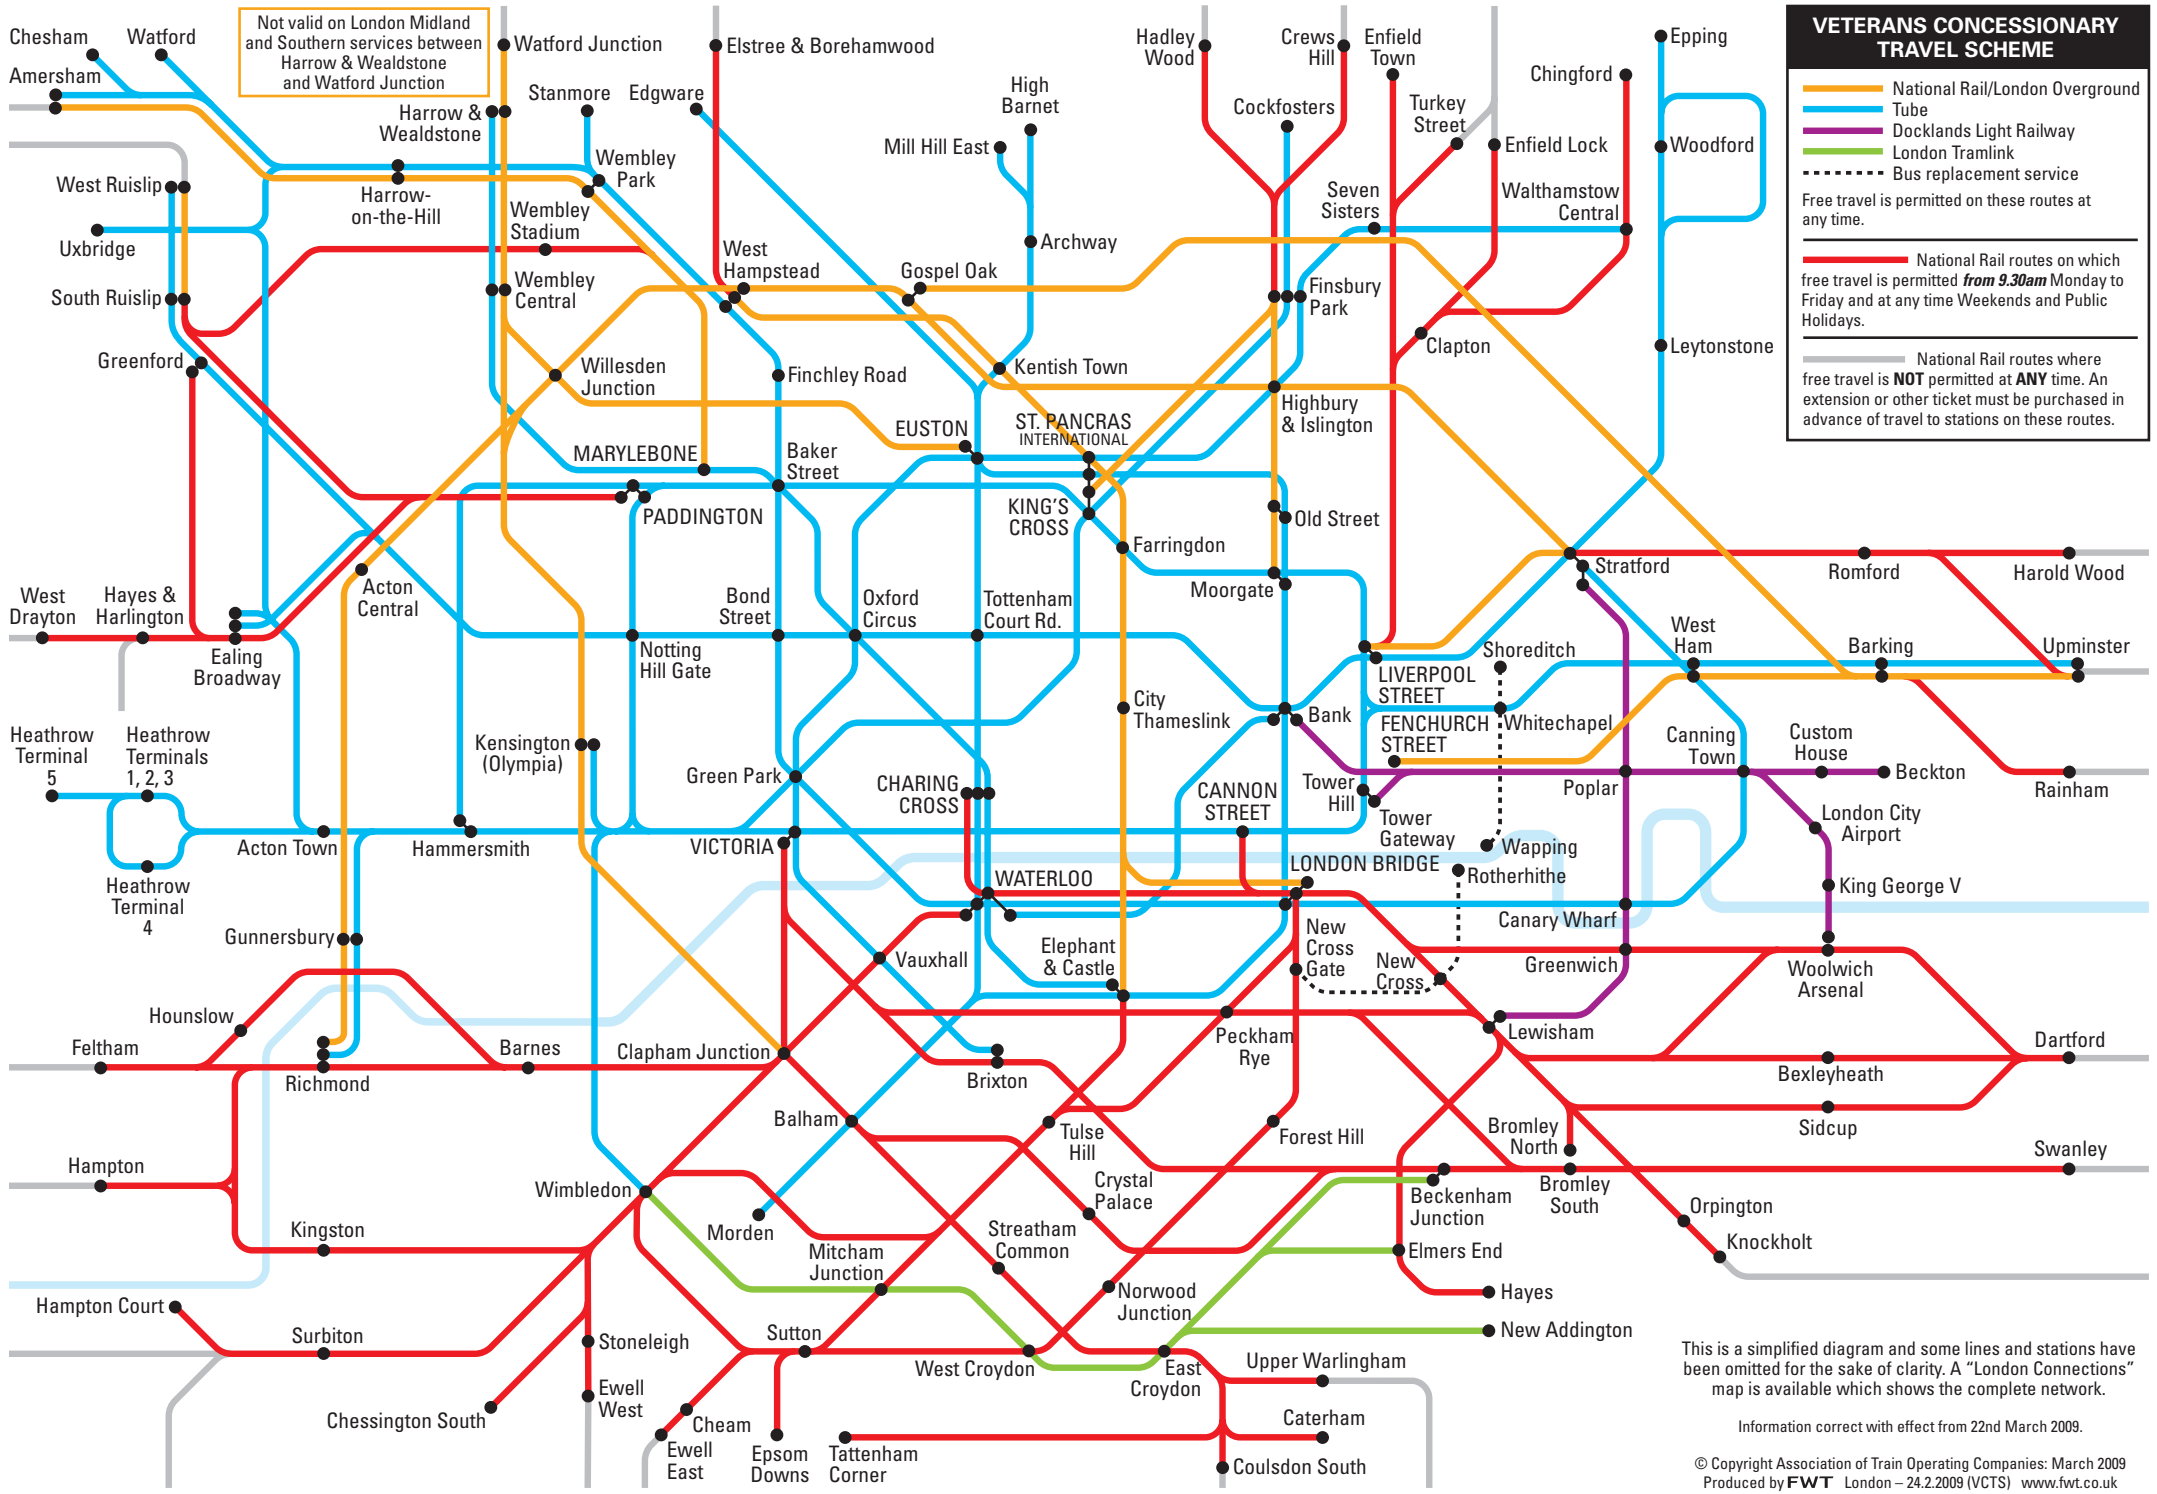 Chesham
Watford
Amersham
Not valid on London Midland
and Southern services between
Harrow & Wealdstone
and Watford Junction
Watford Junction
Elstree & Borehamwood
Hadley
Wood
Crews
Hill
Enfield
Town
Epping
Chingford
Harrow &
Wealdstone
Stanmore
Edgware
High
Barnet
Cockfosters
Turkey
Street
Mill Hill East
Enfield Lock
Woodford
West Ruislip
Harrow-
on-the-Hill
Wembley
Park
Seven
Sisters
Walthamstow
Central
Uxbridge
Wembley
Stadium
West
Hampstead
Archway
Gospel Oak
South Ruislip
Wembley
Central
Finsbury
Park
Greenford
Willesden
Junction
Finchley Road
Kentish Town
Clapton
Leytonstone
Highbury
& Islington
EUSTON
ST. PANCRAS
INTERNATIONAL
MARYLEBONE
Baker
Street
PADDINGTON
KING'S
CROSS
Old Street
Farringdon
West
Drayton
Hayes &
Harlington
Acton
Central
Bond
Street
Oxford
Circus
Tottenham
Court Rd.
Moorgate
Stratford
Romford
Harold Wood
Ealing
Broadway
Notting
Hill Gate
Shoreditch
West
Ham
Barking
Upminster
LIVERPOOL
STREET
Heathrow
Terminal
5
Heathrow
Terminals
1, 2, 3
Kensington
(Olympia)
City
Thameslink
Bank
FENCHURCH
STREET
Whitechapel
Canning
Town
Custom
House
Green Park
CHARING
CROSS
CANNON
STREET
Tower
Hill
Poplar
Beckton
Rainham
Tower
Gateway
London City
Airport
Acton Town
Hammersmith
VICTORIA
Wapping
Heathrow
Terminal
4
WATERLOO
LONDON BRIDGE
Rotherhithe
King George V
Canary Wharf
Gunnersbury
Vauxhall
Elephant
& Castle
New
Cross
Gate
New
Cross
Greenwich
Woolwich
Arsenal
Hounslow
Feltham
Richmond
Barnes
Clapham Junction
Brixton
Peckham
Rye
Lewisham
Dartford
Bexleyheath
Balham
Tulse
Hill
Forest Hill
Bromley
North
Sidcup
Hampton
Wimbledon
Crystal
Palace
Beckenham
Junction
Bromley
South
Swanley
Morden
Orpington
Kingston
Mitcham
Junction
Streatham
Common
Elmers End
Knockholt
Hampton Court
Norwood
Junction
Hayes
Surbiton
Stoneleigh
Sutton
West Croydon
East
Croydon
New Addington
Upper Warlingham
Chessington South
Ewell
West
Cheam
Ewell
East
Epsom
Downs
Tattenham
Corner
Caterham
Coulsdon South
VETERANS CONCESSIONARY
TRAVEL SCHEME
National Rail/London Overground
Tube
Docklands Light Railway
London Tramlink
Bus replacement service
Free travel is permitted on these routes at
any time.
National Rail routes on which
free travel is permitted from 9.30am Monday to
Friday and at any time Weekends and Public
Holidays.
National Rail routes where
free travel is NOT permitted at ANY time. An
extension or other ticket must be purchased in
advance of travel to stations on these routes.
This is a simplified diagram and some lines and stations have
been omitted for the sake of clarity. A “London Connections”
map is available which shows the complete network.
Information correct with effect from 22nd March 2009.
© Copyright Association of Train Operating Companies: March 2009
Produced by FWT London – 24.2.2009 (VCTS) www.fwt.co.uk